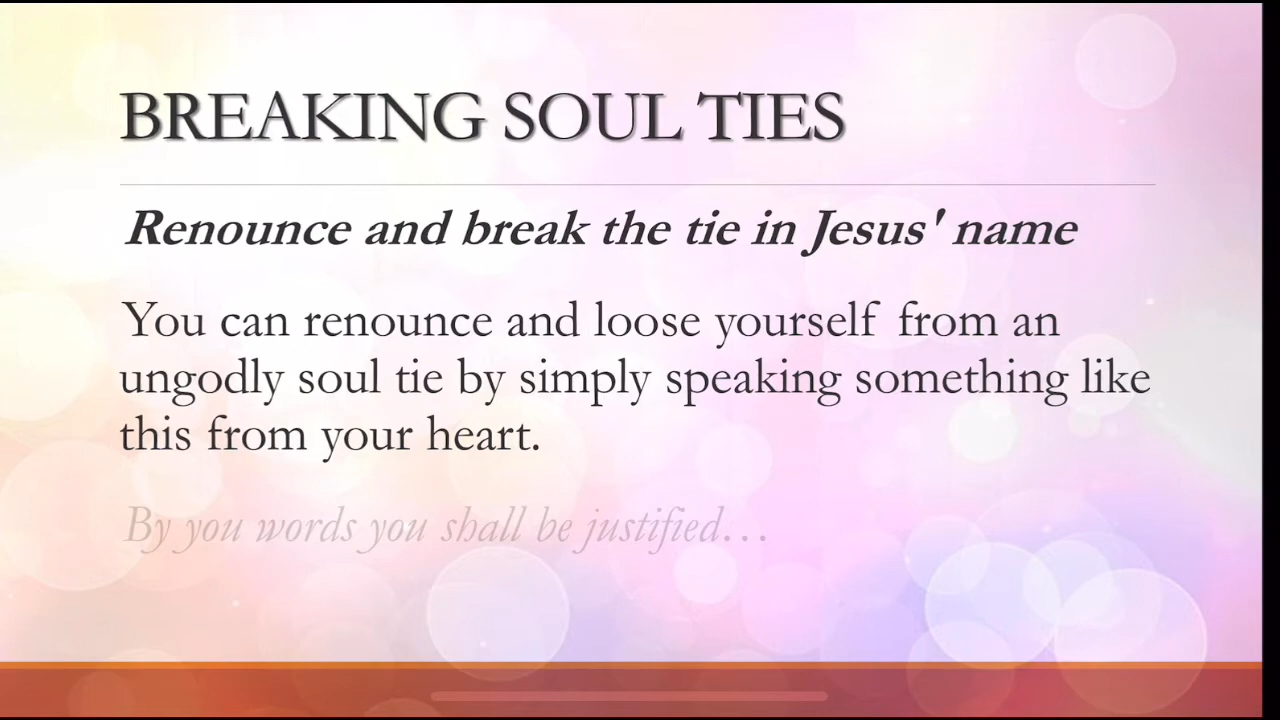 BREAKING SOUL TIES
Renounce and break the tie in Jesus' name
You can renounce and loose yourself from an
ungodly soul tie by simply speaking something like
this from your heart.
By you words you shall be justified...